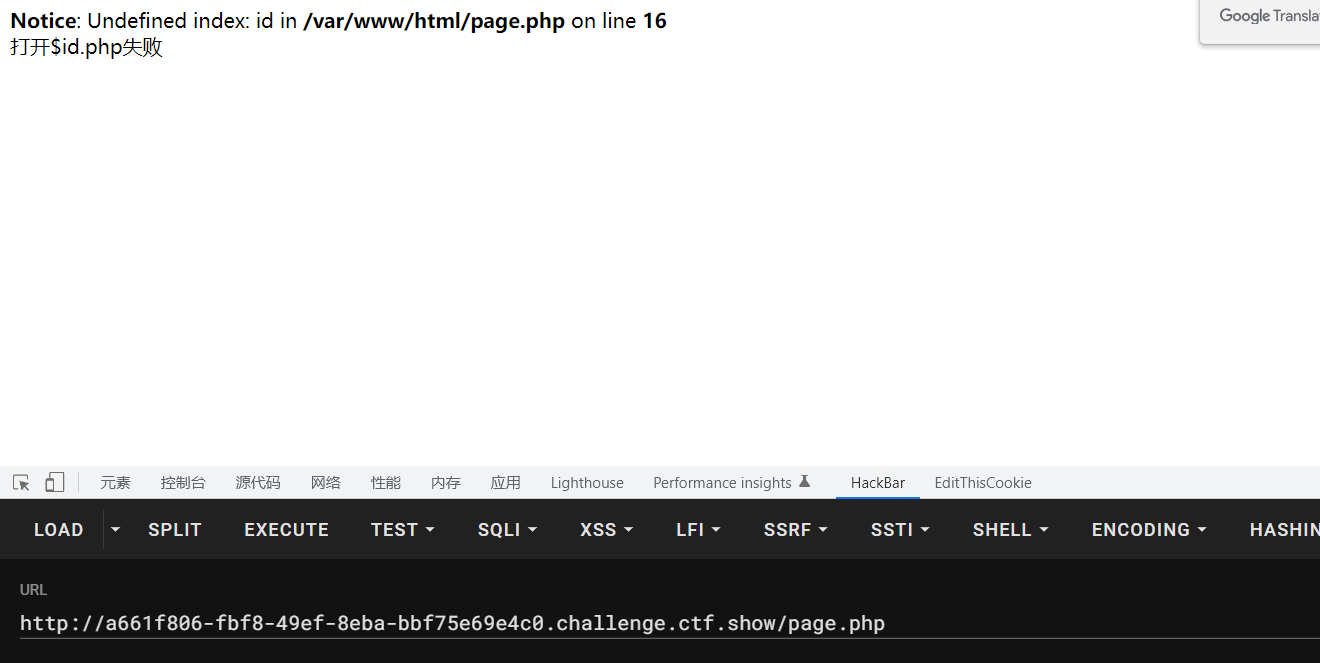 Notice: Undefined index: id in /var/www/html/page.php on line 16
打开$id.php失败
Google Transla
元素 控制台 源代码 网络 性能 内存 应用 Lighthouse Performance insights HackBar EditThisCookie
LOAD SPLIT EXECUTE TEST SQLI XSS LFI SSRF SSTI SHELL ENCODING HASHIN
URL
http://a661f806-fbf8-49ef-8eba-bbf75e69e4c0.challenge.ctf.show/page.php